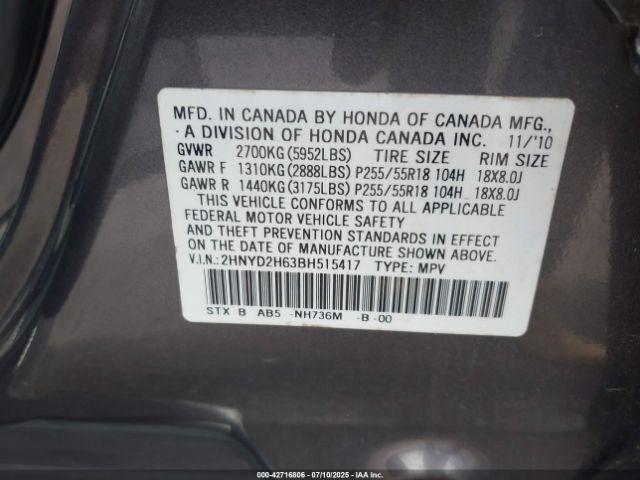 MFD. IN CANADA BY HONDA OF CANADA MFG.,
A DIVISION OF HONDA CANADA INC. 11/'10
GVWR 2700KG(5952LBS) TIRE SIZE RIM SIZE
GAWR F 1310KG(2888LBS) P255/55R18 104H 18X8.0J
GAWR R 1440KG(3175LBS) P255/55R18 104H 18X8.0J
THIS VEHICLE CONFORMS TO ALL APPLICABLE
FEDERAL MOTOR VEHICLE SAFETY
AND THEFT PREVENTION STANDARDS
IN EFFECT ON THE DATE OF MANUFACTURE SHOWN ABOVE.
V.I.N.:2HNYD2H63BH515417 TYPE: MPV
STX B AB5 -NH736M -B-00
000-42716806 / 07/10/2025 - Copyright © IAA, Inc.